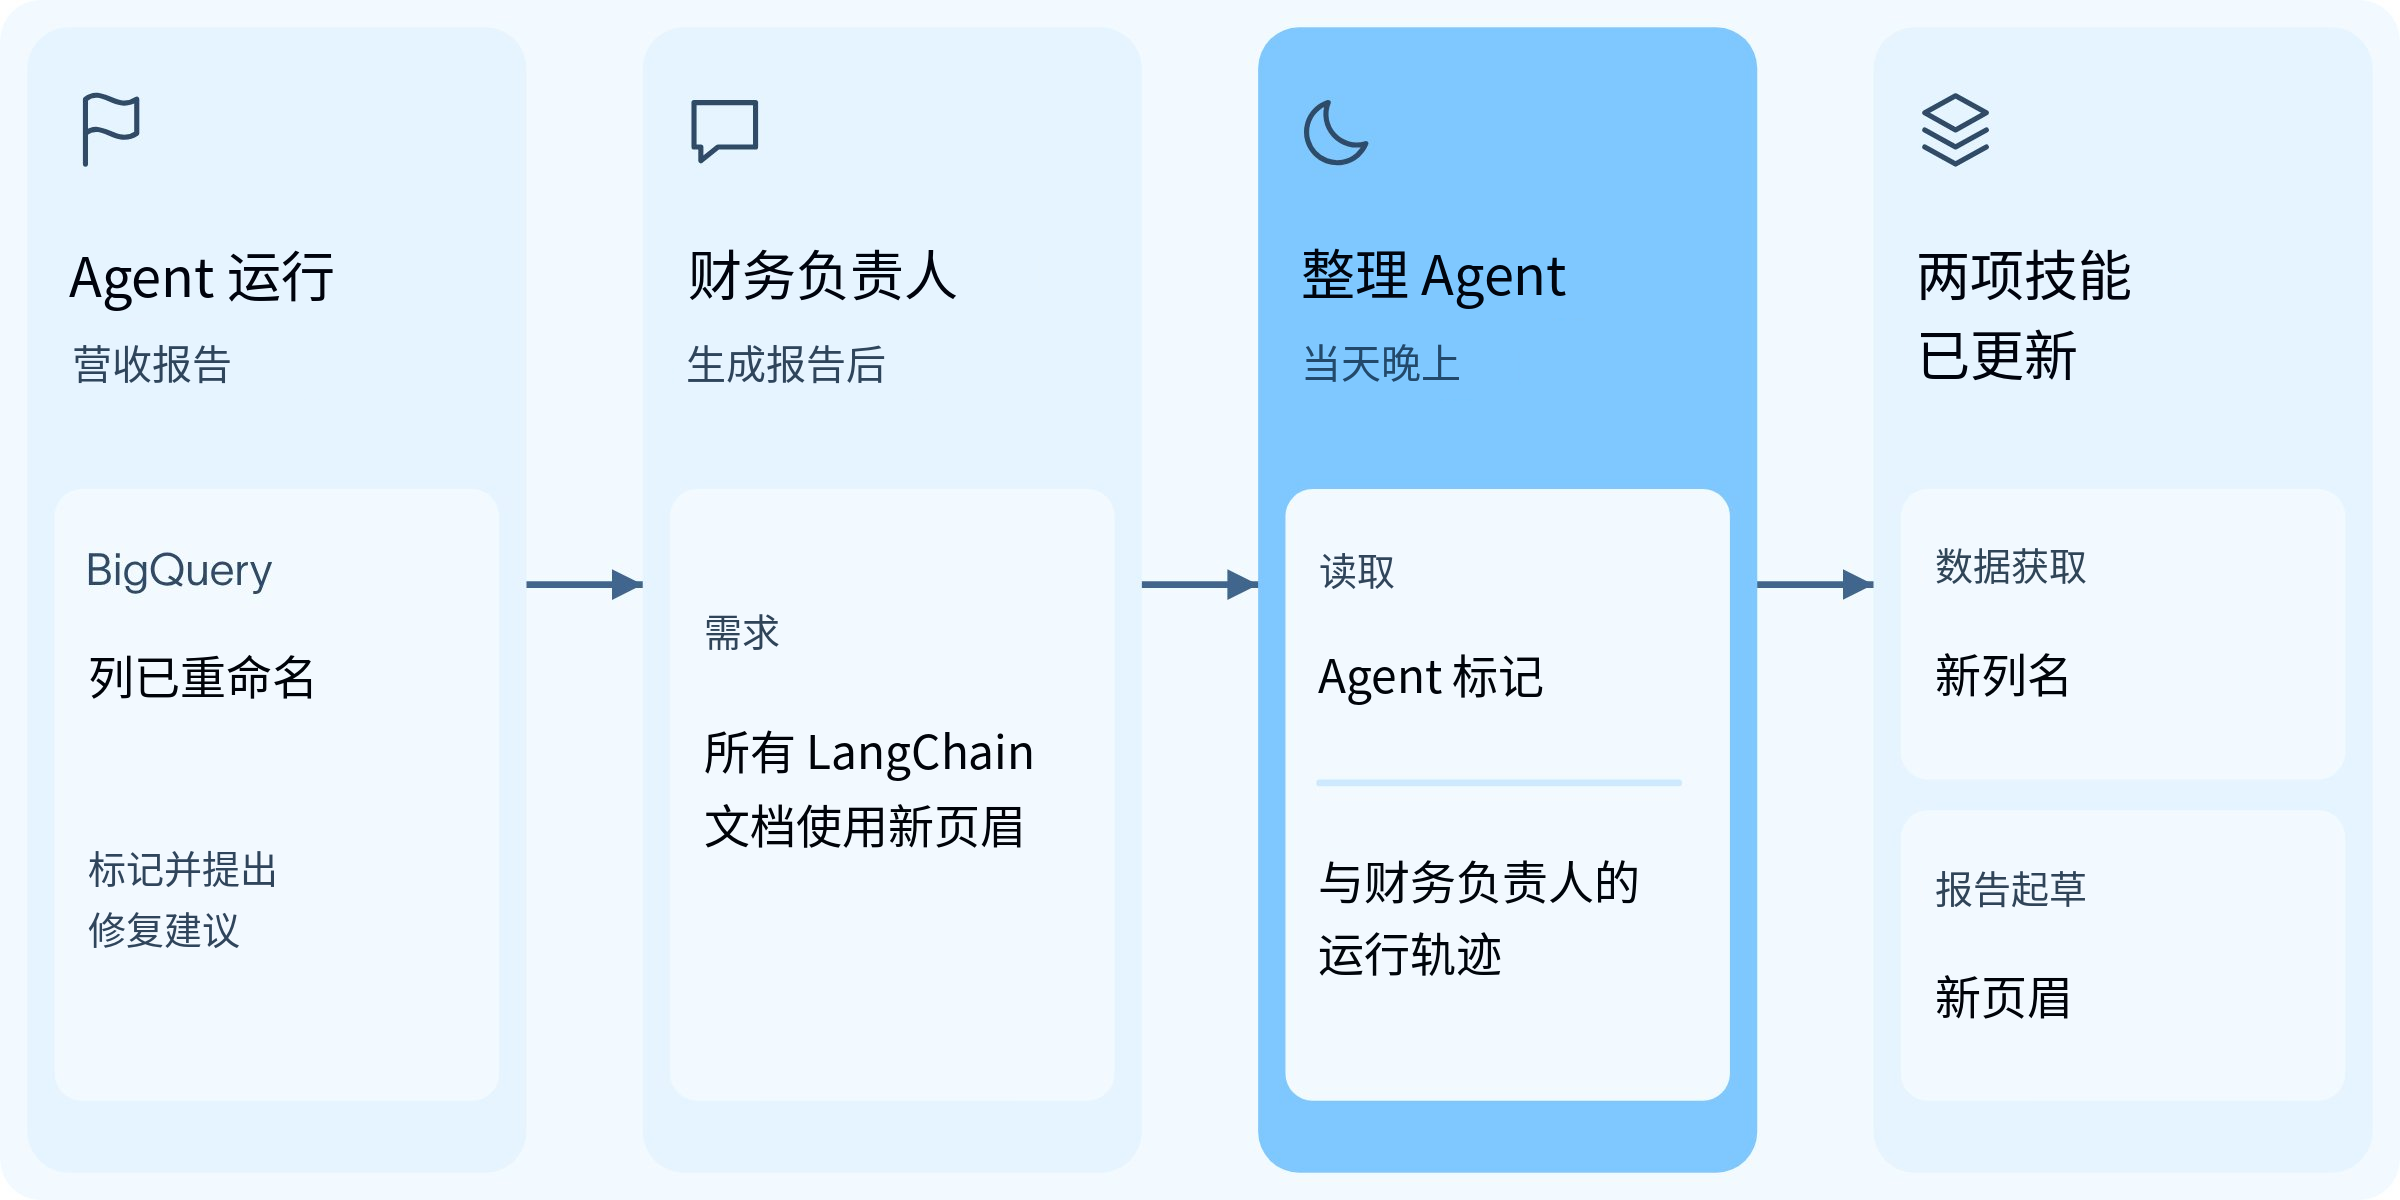 Agent 运行
营收报告
BigQuery
列已重命名
标记并提出
修复建议
财务负责人
生成报告后
需求
所有 LangChain
文档使用新页眉
整理 Agent
当天晚上
读取
Agent 标记
与财务负责人的
运行轨迹
两项技能
已更新
数据获取
新列名
报告起草
新页眉